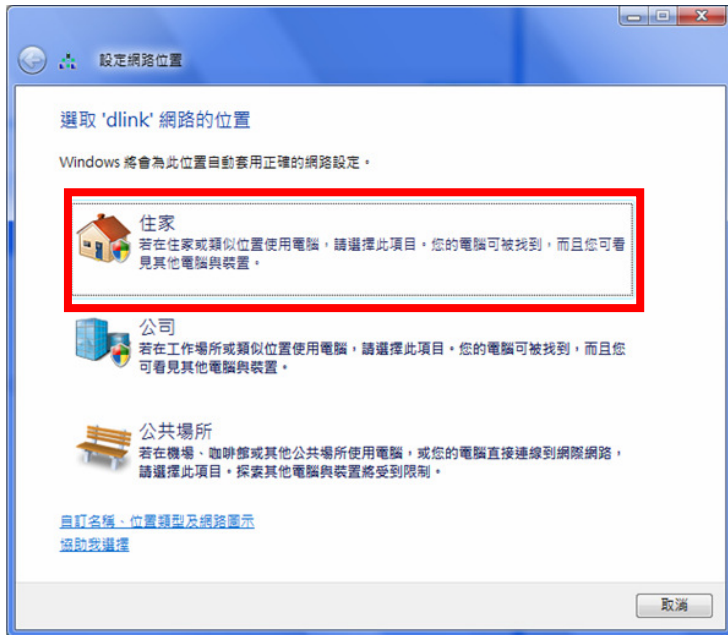 設定網路位置
選取 'dlink' 網路的位置
Windows 將會為此位置自動套用正確的網路設定。
住家
若在住家或類似位置使用電腦，請選擇此項目。您的電腦可被找到，而且您可看
見其他電腦與裝置。
公司
若在工作場所或類似位置使用電腦，請選擇此項目。您的電腦可被找到，而且您
可看見其他電腦與裝置。
公共場所
若在機場、咖啡館或其他公共場所使用電腦，或您的電腦直接連線到網際網路，
請選擇此項目。探索其他電腦與裝置將受到限制。
自訂名稱、位置類型及網路圖示
協助我選擇
取消